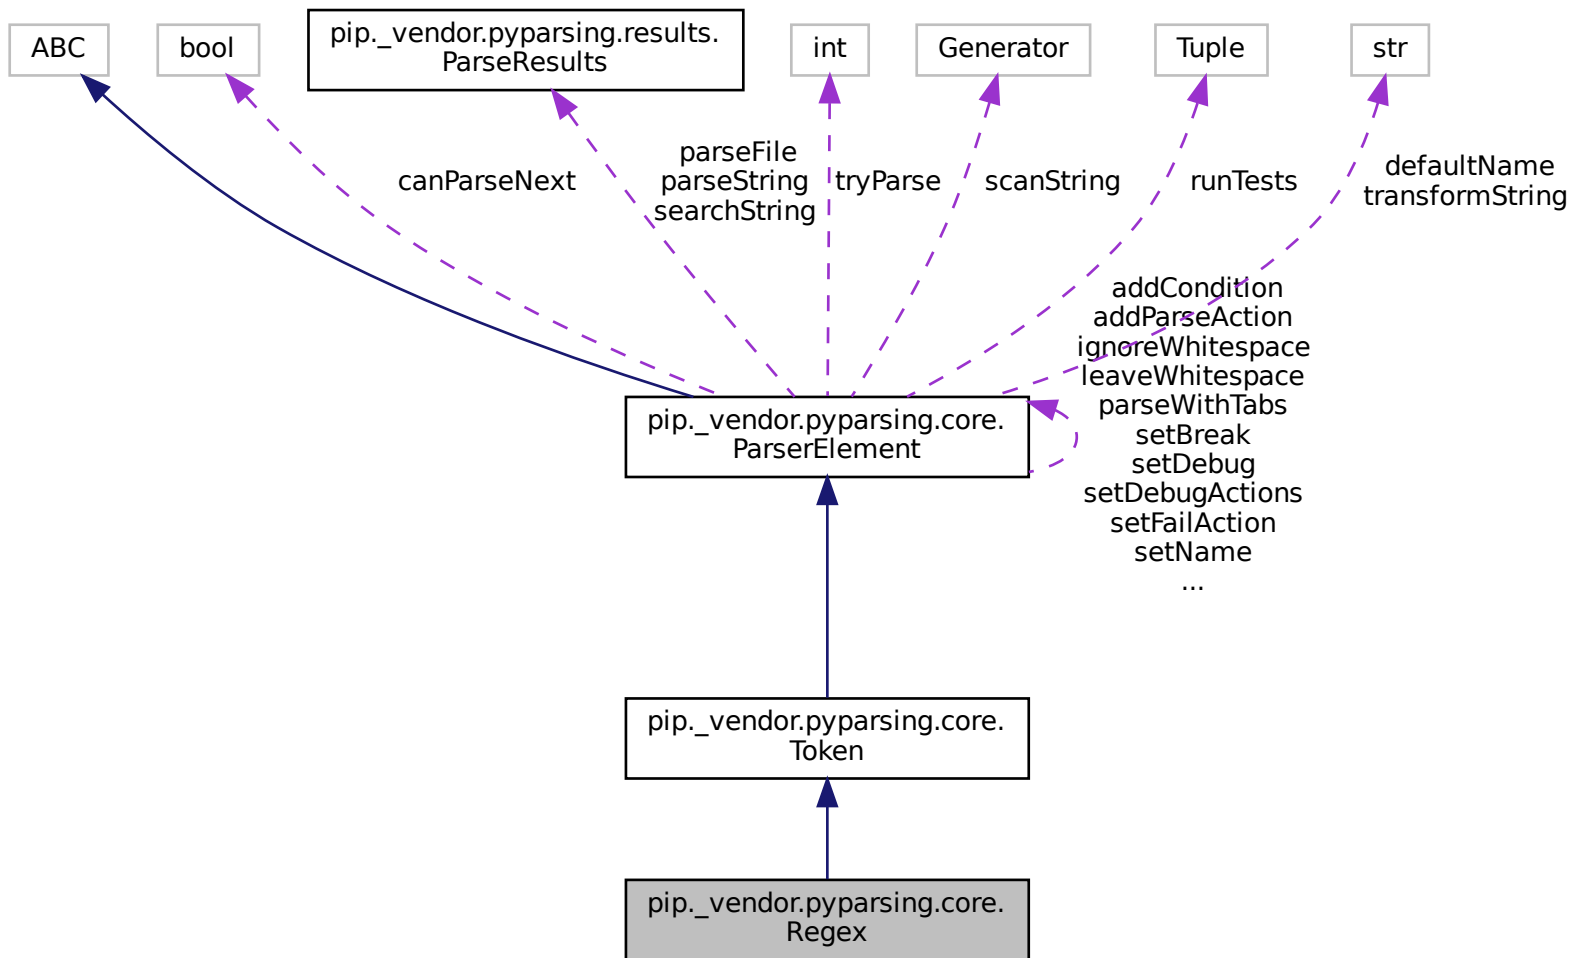 ABC
bool
pip._vendor.pyparsing.results.
ParseResults
int
Generator
Tuple
str
canParseNext
parseFile
parseString
searchString
tryParse
scanString
runTests
defaultName
transformString
addCondition
addParseAction
ignoreWhitespace
leaveWhitespace
parseWithTabs
setBreak
setDebug
setDebugActions
setFailAction
setName
...
pip._vendor.pyparsing.core.
ParserElement
pip._vendor.pyparsing.core.
Token
pip._vendor.pyparsing.core.
Regex